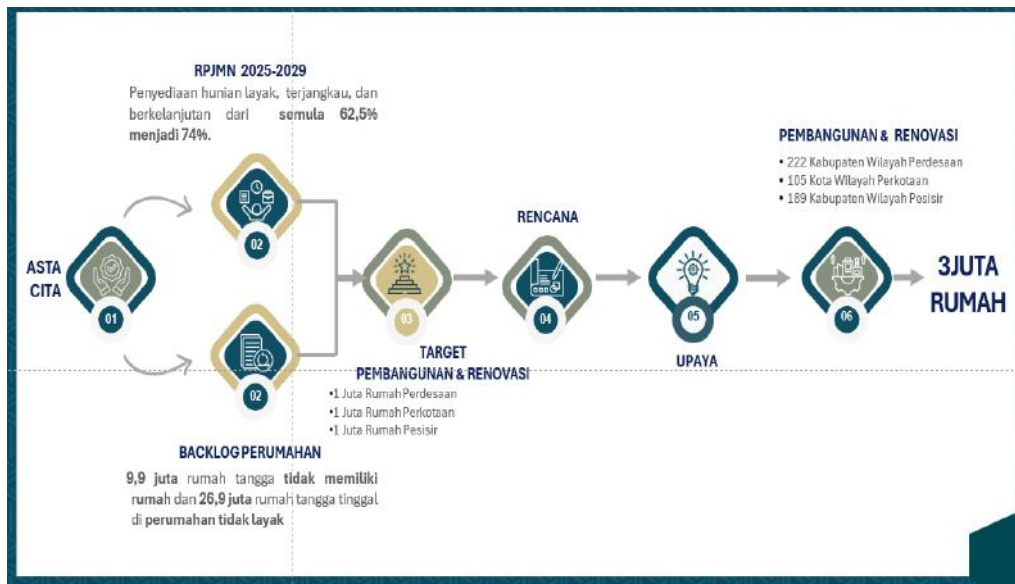 RPJMN 2025-2029
Penyediaan hunian layak, terjangkau, dan
berkelanjutan dari semula 62,5%
menjadi 74%.
02
ASTA
CITA
01
02
BACKLOG PERUMAHAN
9,9 juta rumah tangga tidak memiliki
rumah dan 26,9 juta rumah tangga tinggal
di perumahan tidak layak
03
TARGET
PEMBANGUNAN & RENOVASI
•1 Juta Rumah Perdesaan
•1 Juta Rumah Perkotaan
•1 Juta Rumah Pesisir
RENCANA
04
05
UPAYA
PEMBANGUNAN & RENOVASI
• 222 Kabupaten Wilayah Perdesaan
• 105 Kota Wilayah Perkotaan
• 189 Kabupaten Wilayah Pesisir
06
3JUTA
RUMAH